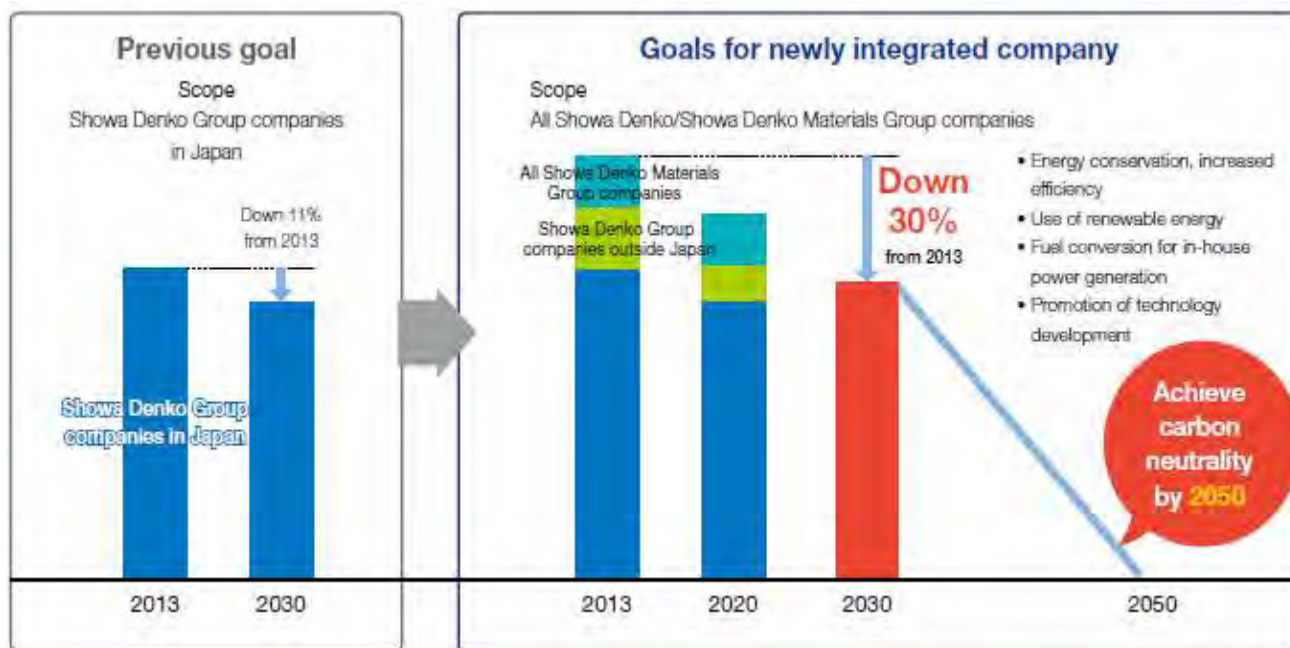 Previous goal
Scope
Showa Denko Group companies
in Japan
Down 11%
from 2013
Showa Denko Group
companies in Japan
2013
2030
Goals for newly integrated company
Scope
All Showa Denko/Showa Denko Materials Group companies
All Showa Denko Materials
Group companies
Showa Denko Group
companies outside Japan
Down
30%
from 2013
• Energy conservation, increased
efficiency
• Use of renewable energy
• Fuel conversion for in-house
power generation
• Promotion of technology
development
Achieve
carbon
neutrality
by 2050
2013
2020
2030
2050